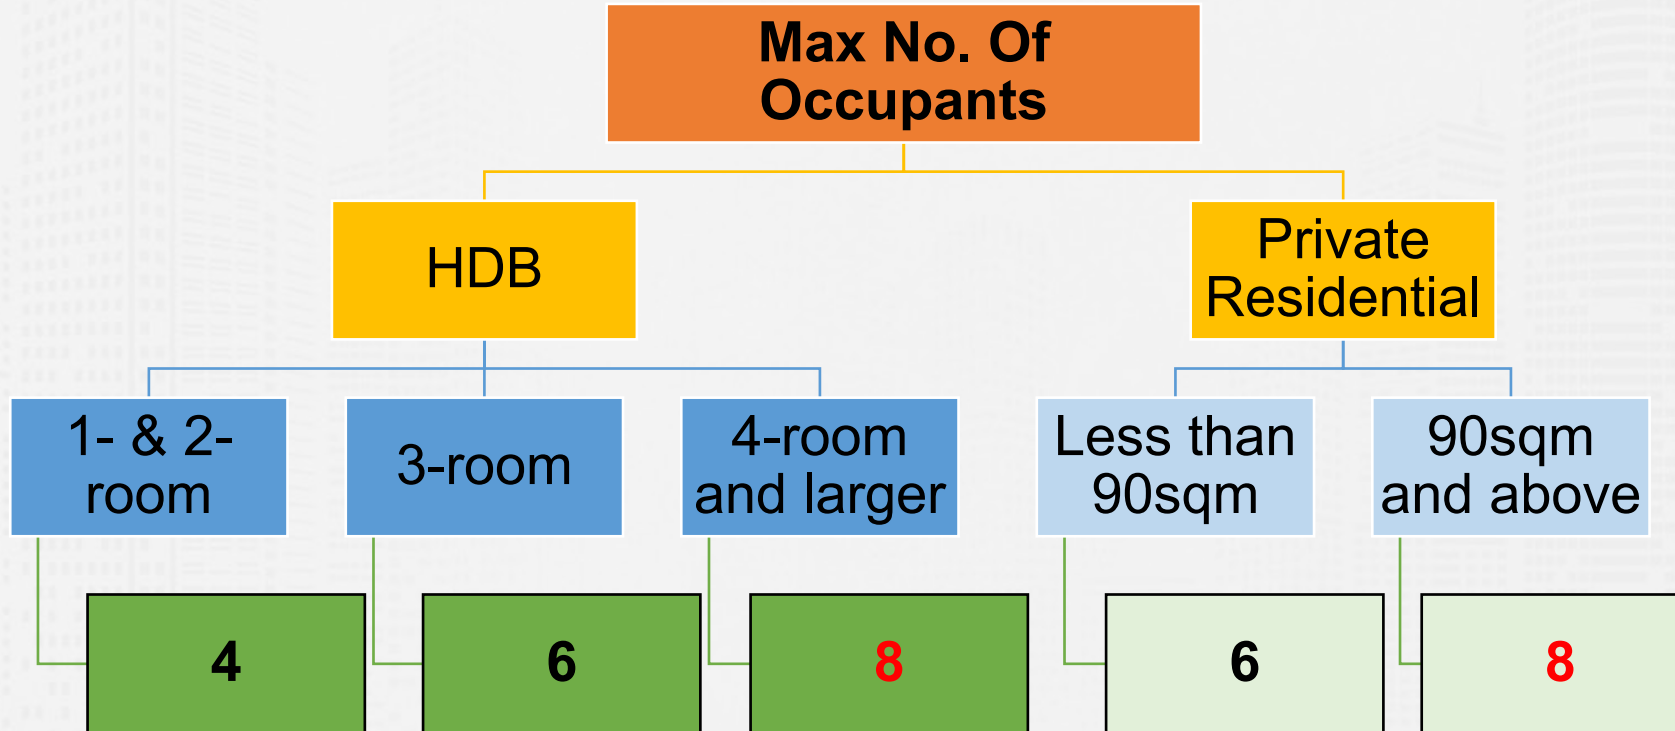 Max No. Of
Occupants
HDB
Private
Residential
1- & 2-
room
3-room
4-room
and larger
Less than
90sqm
90sqm
and above
4
6
8
6
8